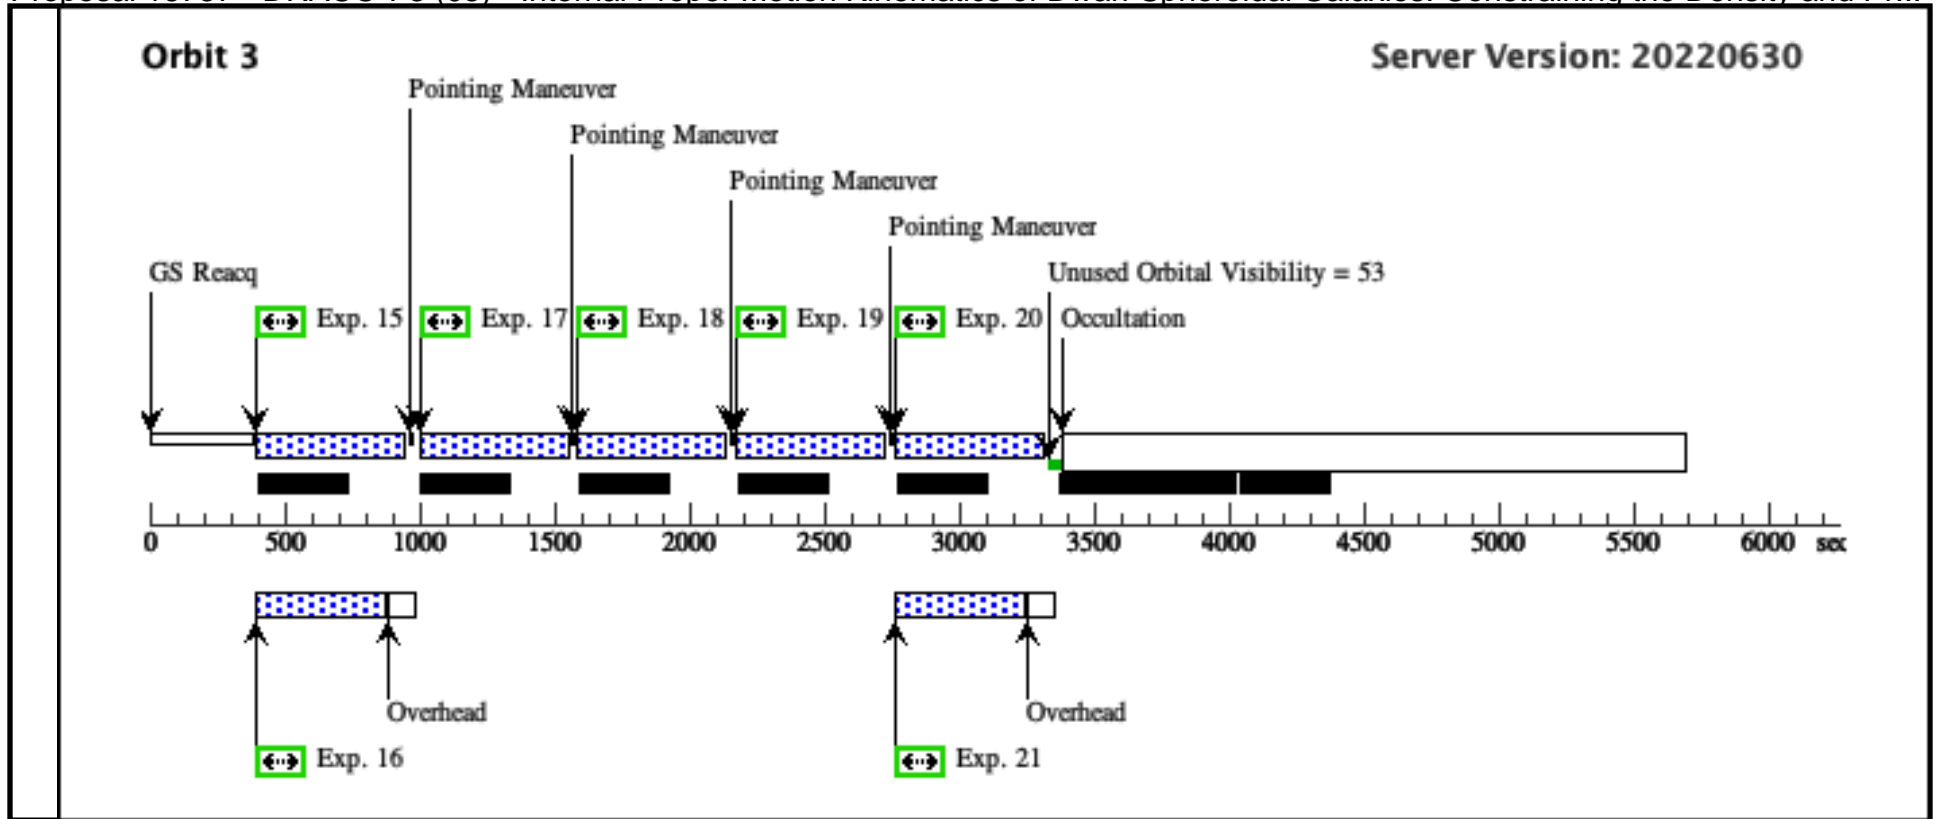 Orbit 3
Server Version: 20220630
Pointing Maneuver
Pointing Maneuver
Pointing Maneuver
Pointing Maneuver
GS Reacq
Unused Orbital Visibility = 53
Exp. 15
Exp. 17
Exp. 18
Exp. 19
Exp. 20
Occultation
0 500 1000 1500 2000 2500 3000 3500 4000 4500 5000 5500 6000 sec
Overhead
Overhead
Exp. 16
Exp. 21